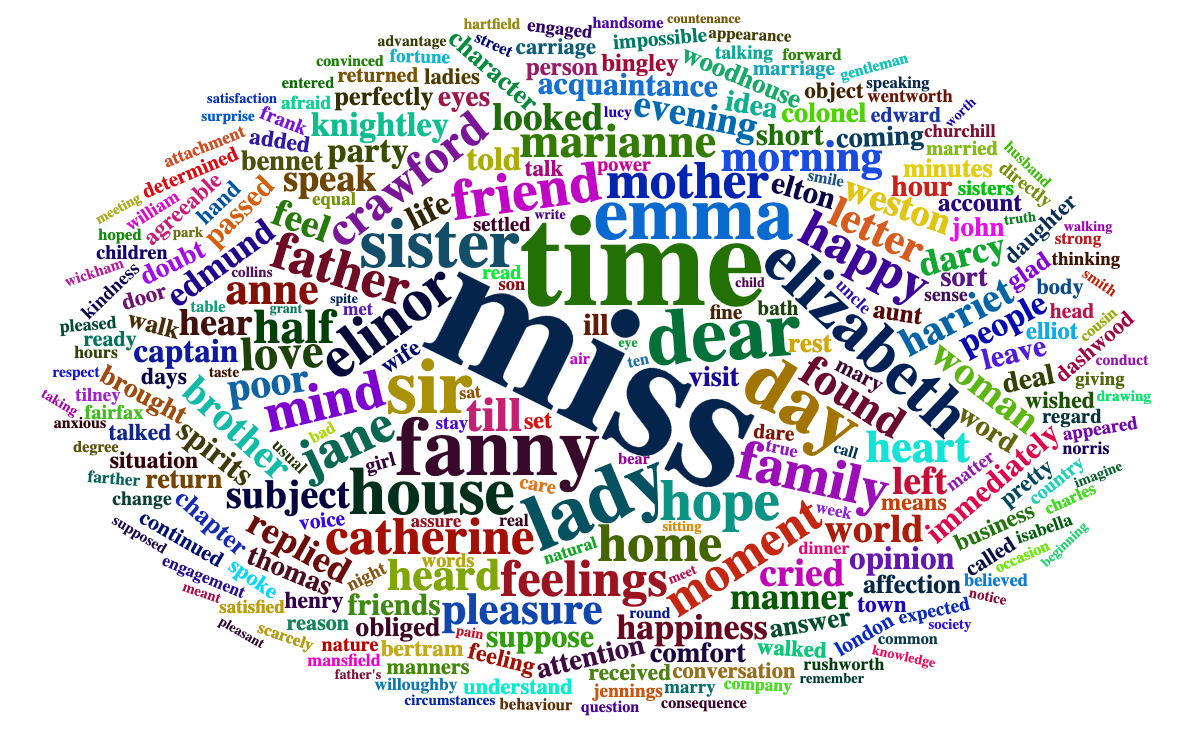 hartfield
engaged
handsome
countenance
advantage
street
carriage
impossible
appearance
character
convinced
fortune
person
bingley
woodhouse
talking
forward
marriage
gentleman
entered
returned
ladies
acquaintance
object
speaking
wentworth
satisfaction
afraid
perfectly
eyes
looked
lucy
evening
idea
colonel
edward
worth
surprise
frank
knightley
crawford
marianne
short
coming
churchill
attachment
added
bennet
party
told
talk
power
morning
married
husband
determined
speak
friend
mother
elton
smile
weston
minutes
hour
sisters
directly
meeting
william
agreeable
hand
passed
equal
life
settled
write
emma
happy
letter
account
john
truth
daughter
walking
hoped
park
feel
sister
time
darcy
strong
children
doubt
edmund
father
collins
read
son
child
elizabeth
uncle
sort
glad
thinking
wickham
kindness
door
anne
elinor
miss
sense
harriet
body
smith
table
grant
spite
met
ill
fine
bath
aunt
people
head
cousin
pleased
ready
walk
hear
half
dear
eye
rest
elliot
dashwood
hours
captain
love
wife
air
ten
leave
conduct
respect
days
taste
poor
mind
sir
sat
visit
day
found
mary
woman
deal
giving
tilney
taking
brought
brother
fairfax
till
set
stay
wished
drawing
anxious
talked
spirits
usual
bad
jane
fanny
dare
call
word
regard
appeared
degree
situation
girl
bear
true
heart
norris
farther
return
subject
house
care
lady
hope
family
week
left
matter
immediately
pretty
country
imagine
change
chapter
voice
assure
real
sitting
means
charles
supposed
continued
replied
catherine
natural
home
moment
world
business
isabella
called
occasion
beginning
engagement
spoke
thomas
night
words
heard
feelings
meet
dinner
cried
opinion
affection
believed
meant
satisfied
henry
friends
pleasure
round
manner
town
expected
notice
pleasant
scarcely
reason
obliged
pain
suppose
happiness
answer
london
society
nature
bertram
feeling
attention
comfort
walked
common
knowledge
mansfield
manners
received
conversation
rushworth
father's
willoughby
understand
jennings
marry
company
remember
circumstances
behaviour
question
consequence